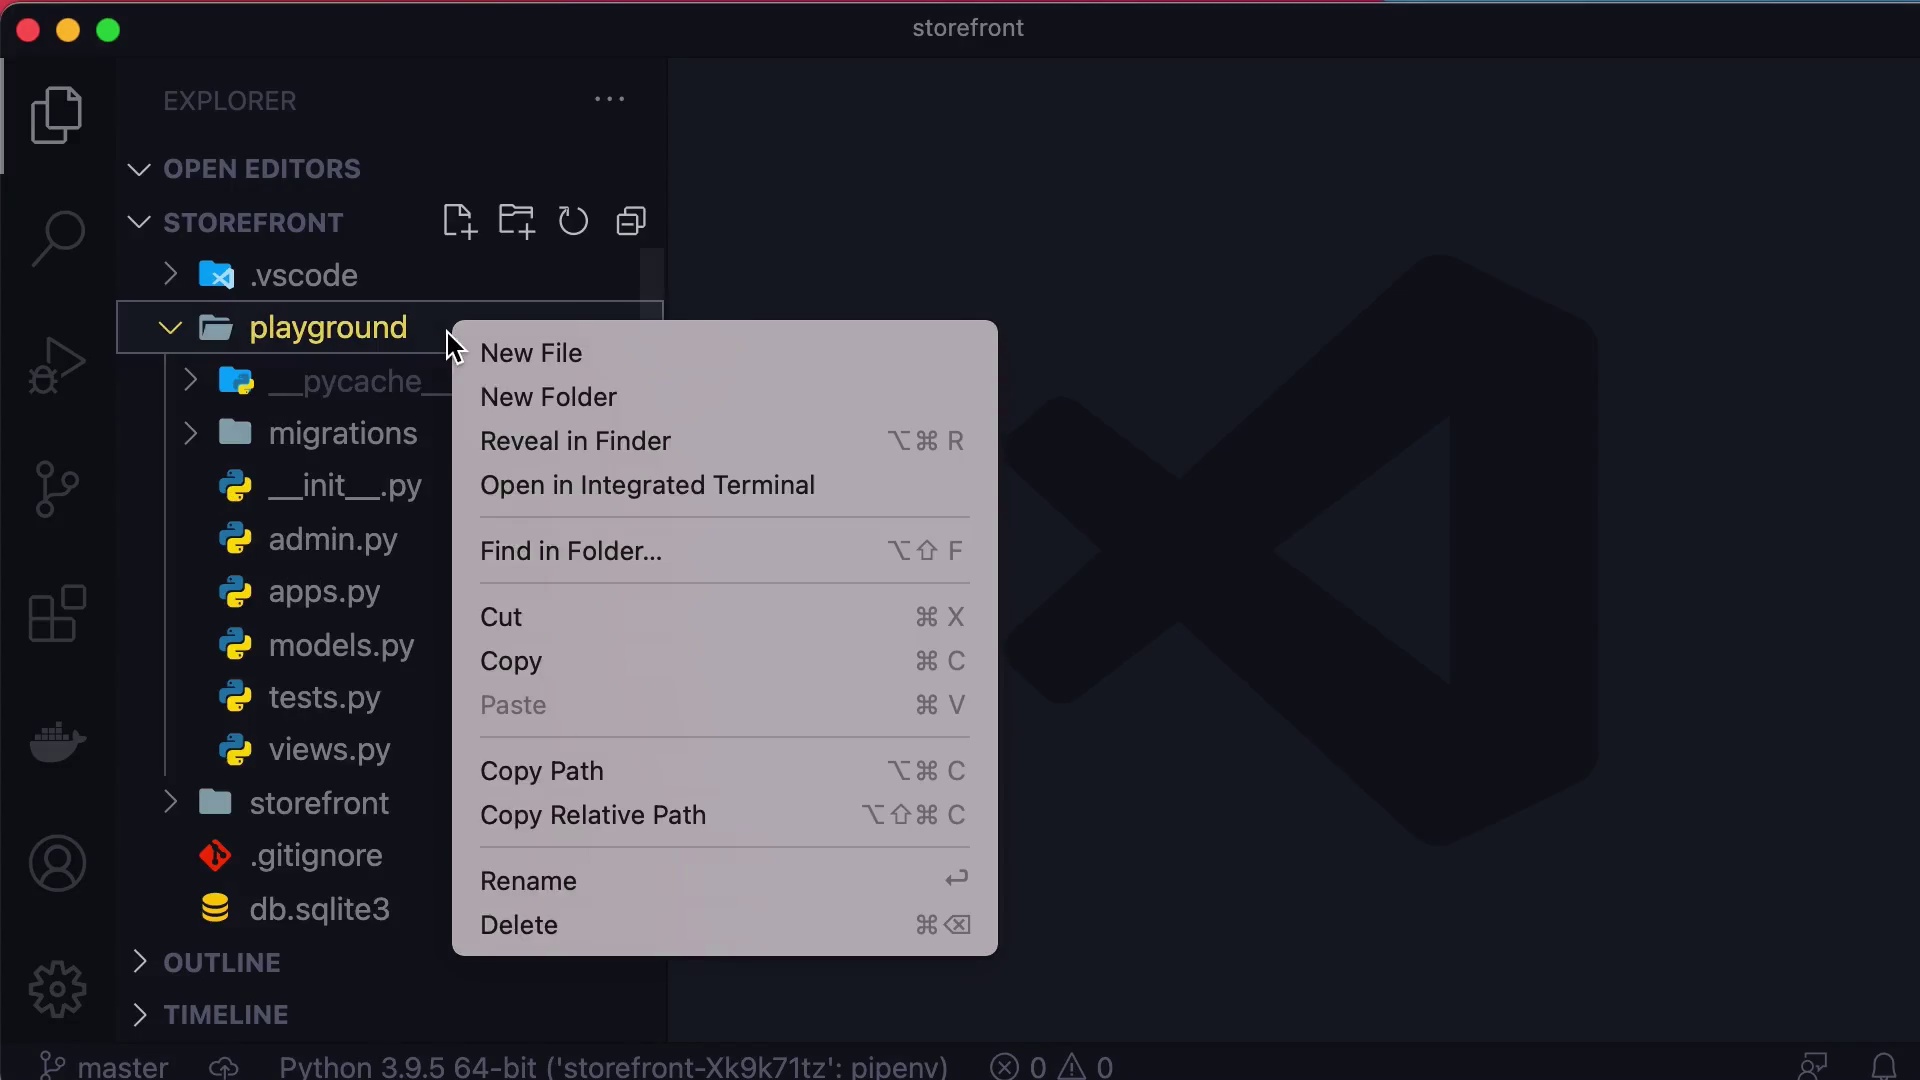 storefront
EXPLORER
OPEN EDITORS
STOREFRONT
.vscode
playground
__pycache__
migrations
__init__.py
admin.py
apps.py
models.py
tests.py
views.py
storefront
.gitignore
db.sqlite3
OUTLINE
TIMELINE
New File
New Folder
Reveal in Finder ⌥⌘ R
Open in Integrated Terminal
Find in Folder... ⌥⇧ F
Cut ⌘ X
Copy ⌘ C
Paste ⌘ V
Copy Path ⌥⌘ C
Copy Relative Path ⌥⇧⌘ C
Rename ↩
Delete ⌘⌫
master Python 3.9.5 64-bit ('storefront-Xk9k71tz': pipenv) 0 0